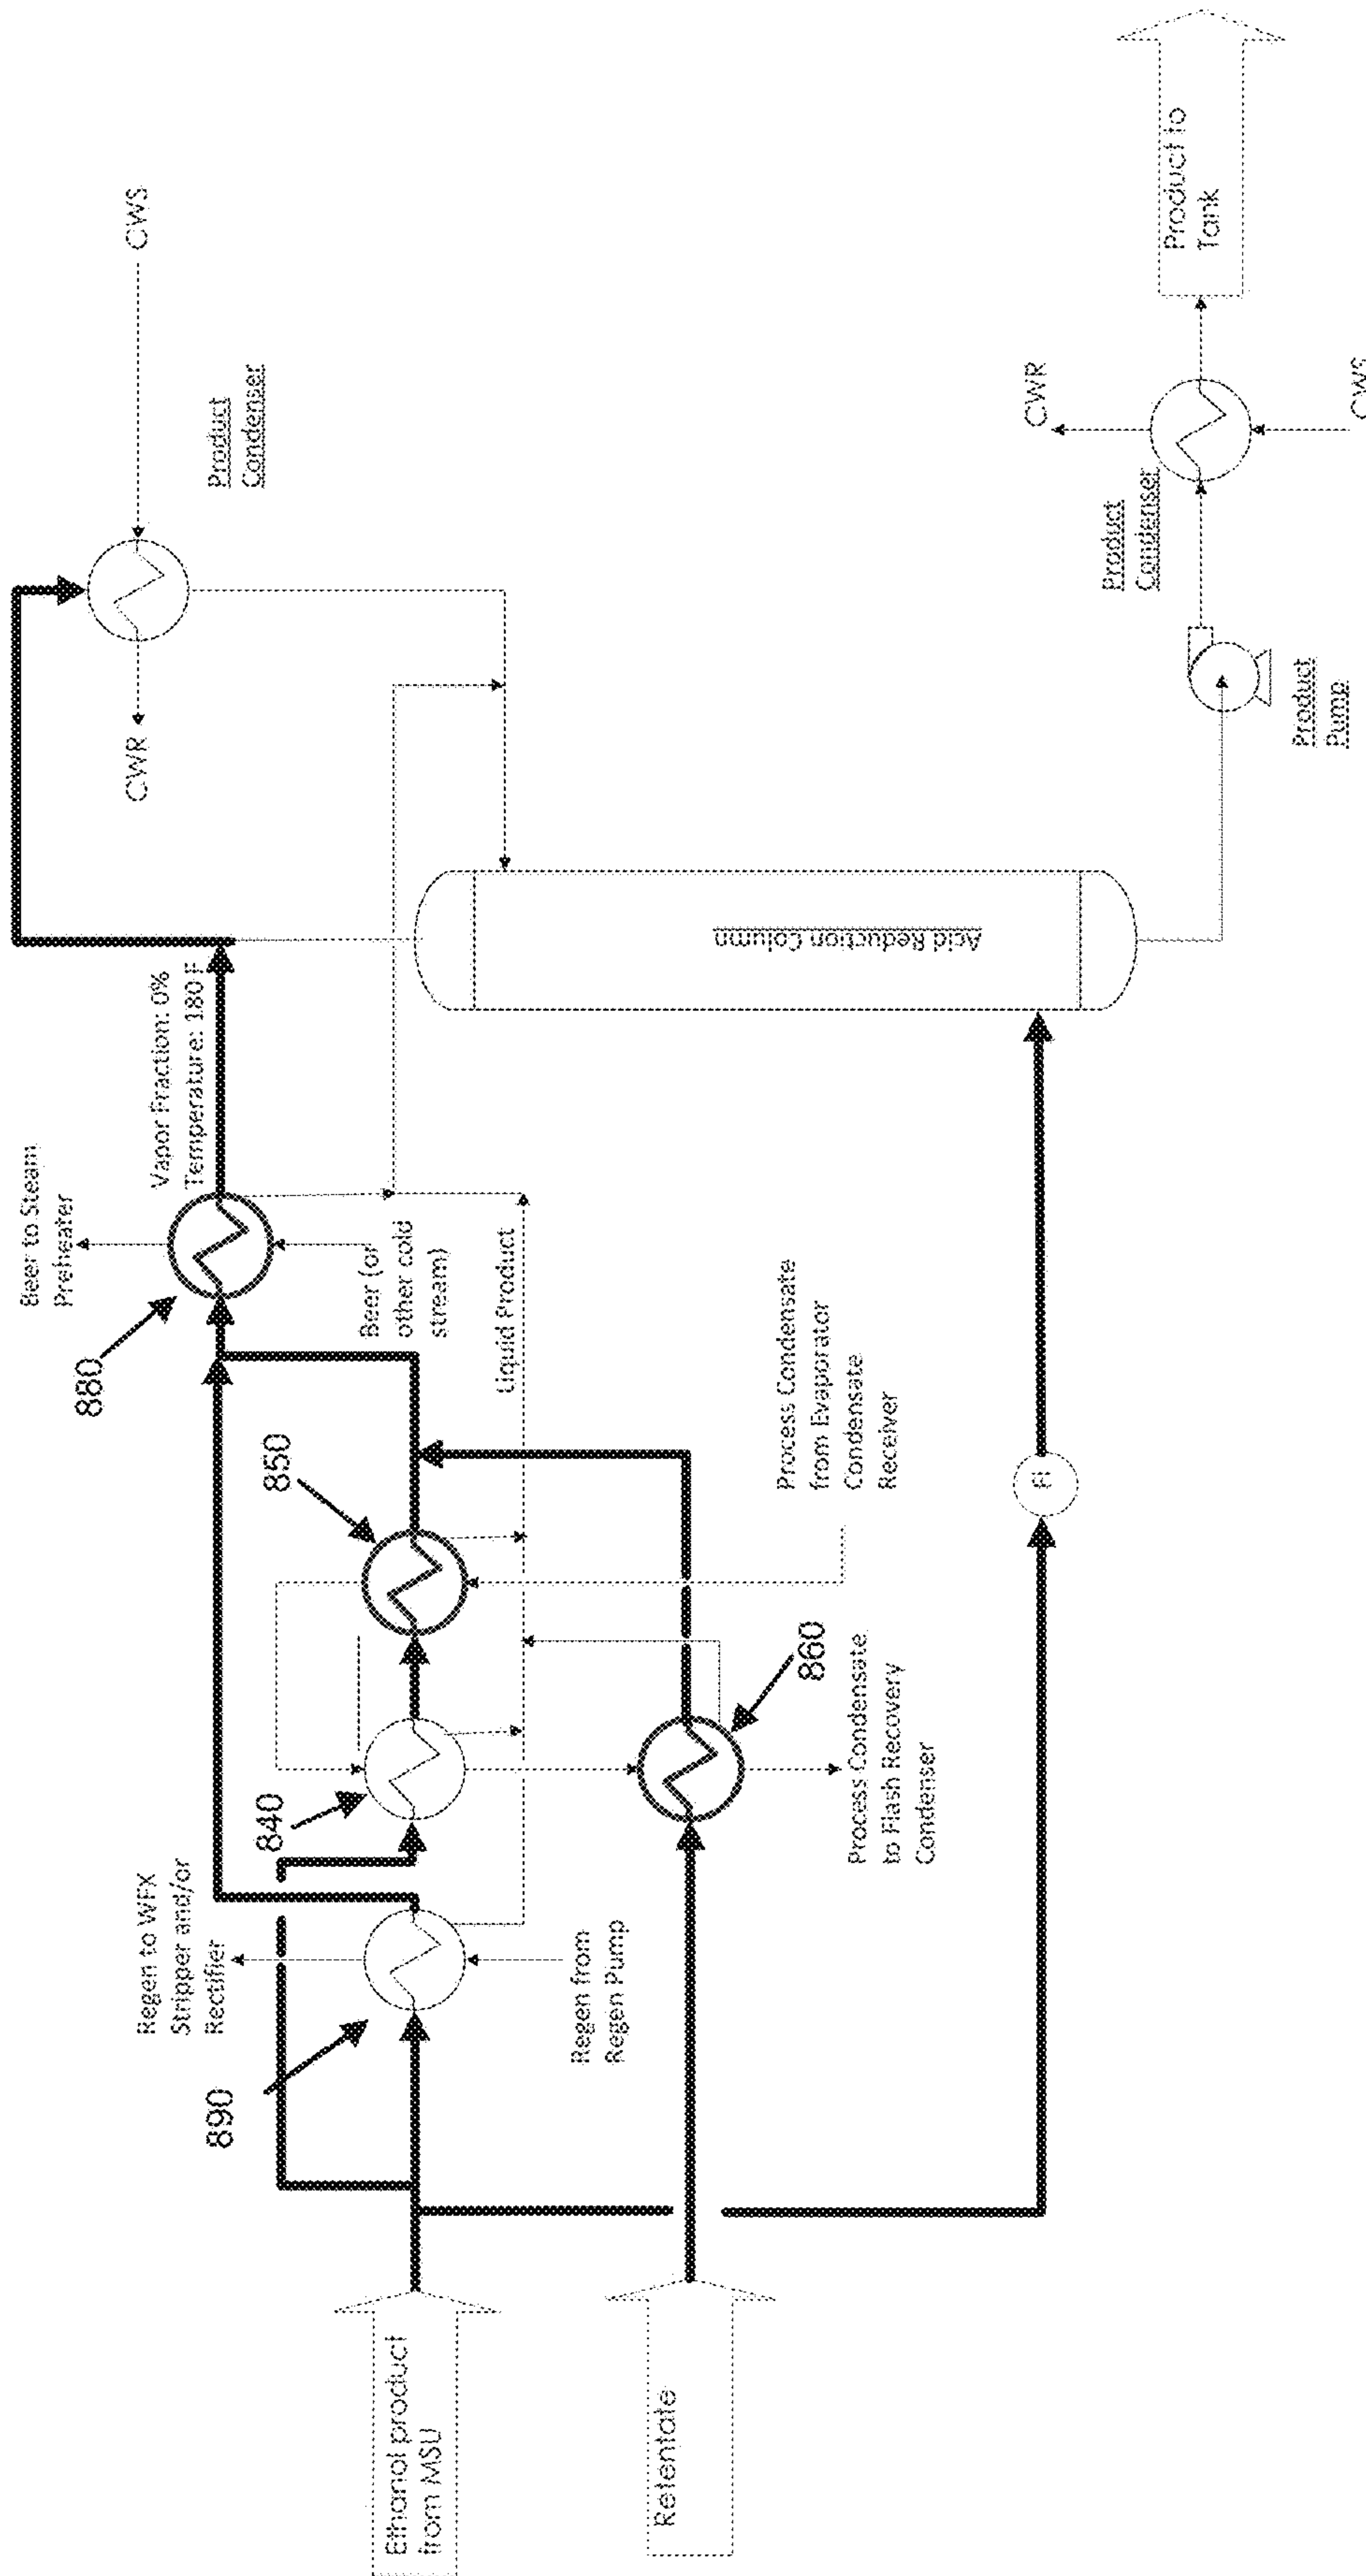 Ethanol product
from MSU
Retentate
890
Regen to WFX
Stripper and/or
Rectifier
Regen from
Regen Pump
840
850
860
Process Condensate
to Flash Recovery
Condenser
Process Condensate
from Evaporator
Condensate
Receiver
Liquid Product
880
Beer to Steam
Preheater
Beer (or
other cold
stream)
Vapor Fraction: 0%
Temperature: 180 F
FI
Acid Reduction Column
CWR
CWS
Product
Condenser
Product
Pump
Product
Condenser
CWR
CWS
Product to
Tank